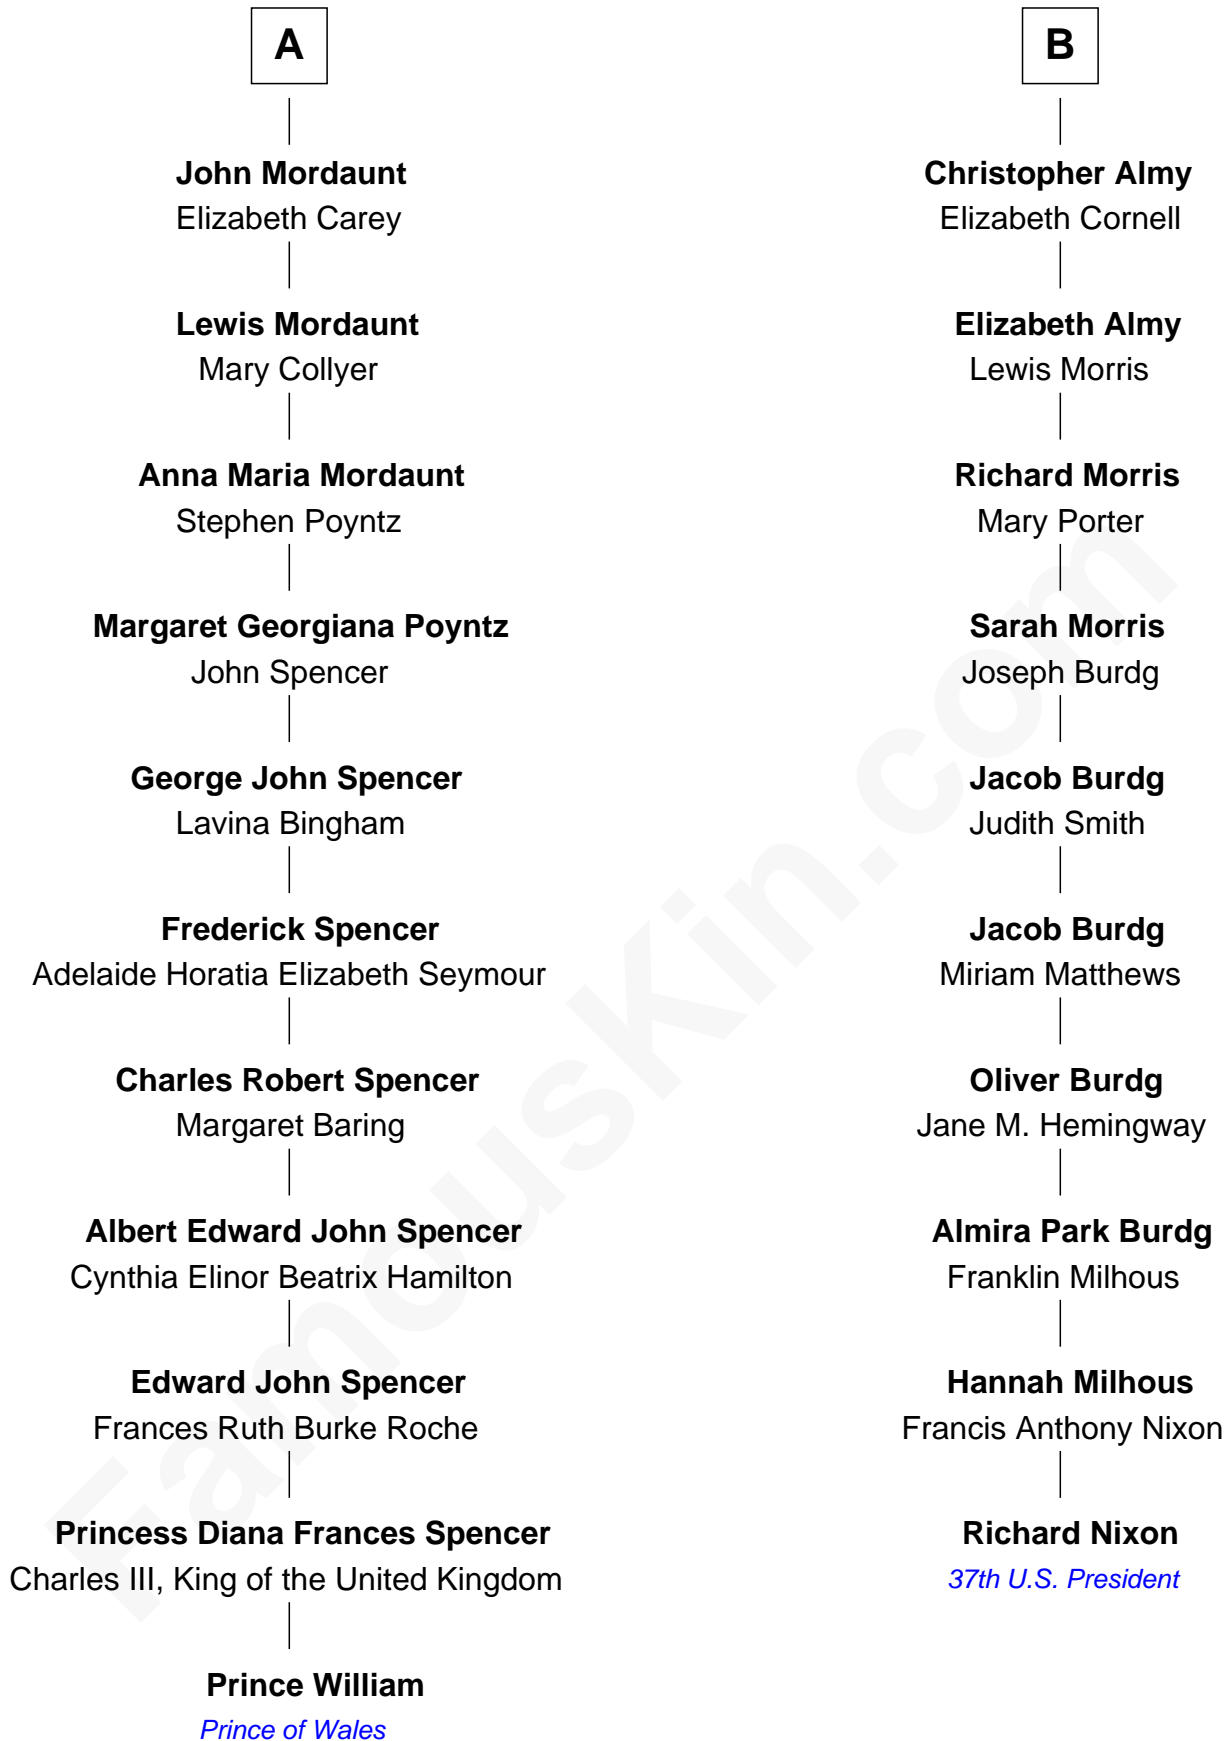 A
John Mordaunt
Elizabeth Carey
Lewis Mordaunt
Mary Collyer
Anna Maria Mordaunt
Stephen Poyntz
Margaret Georgiana Poyntz
John Spencer
George John Spencer
Lavina Bingham
Frederick Spencer
Adelaide Horatia Elizabeth Seymour
Charles Robert Spencer
Margaret Baring
Albert Edward John Spencer
Cynthia Elinor Beatrix Hamilton
Edward John Spencer
Frances Ruth Burke Roche
Princess Diana Frances Spencer
Charles III, King of the United Kingdom
Prince William
Prince of Wales
B
Christopher Almy
Elizabeth Cornell
Elizabeth Almy
Lewis Morris
Richard Morris
Mary Porter
Sarah Morris
Joseph Burdg
Jacob Burdg
Judith Smith
Jacob Burdg
Miriam Matthews
Oliver Burdg
Jane M. Hemingway
Almira Park Burdg
Franklin Milhous
Hannah Milhous
Francis Anthony Nixon
Richard Nixon
37th U.S. President
FamousKin.com